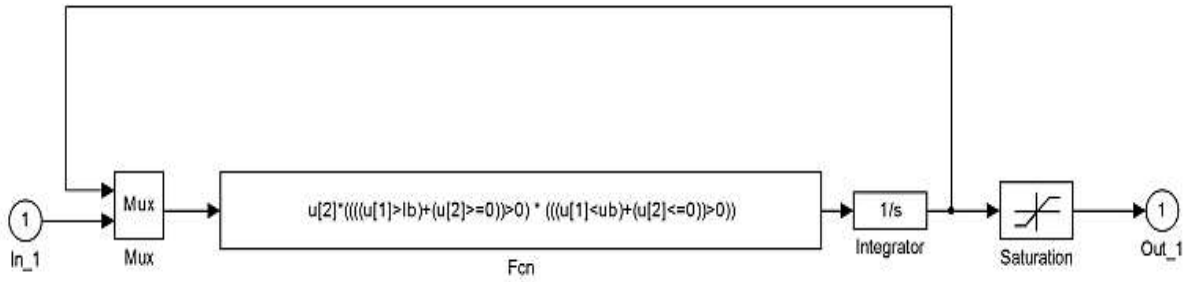 Mux
u[2]*((((u[1]>lb)+(u[2]>=0))>0) * (((u[1]<ub)+(u[2]<=0))>0))
1/s
1
1
In_1
Mux
Fcn
Integrator
Saturation
Out_1